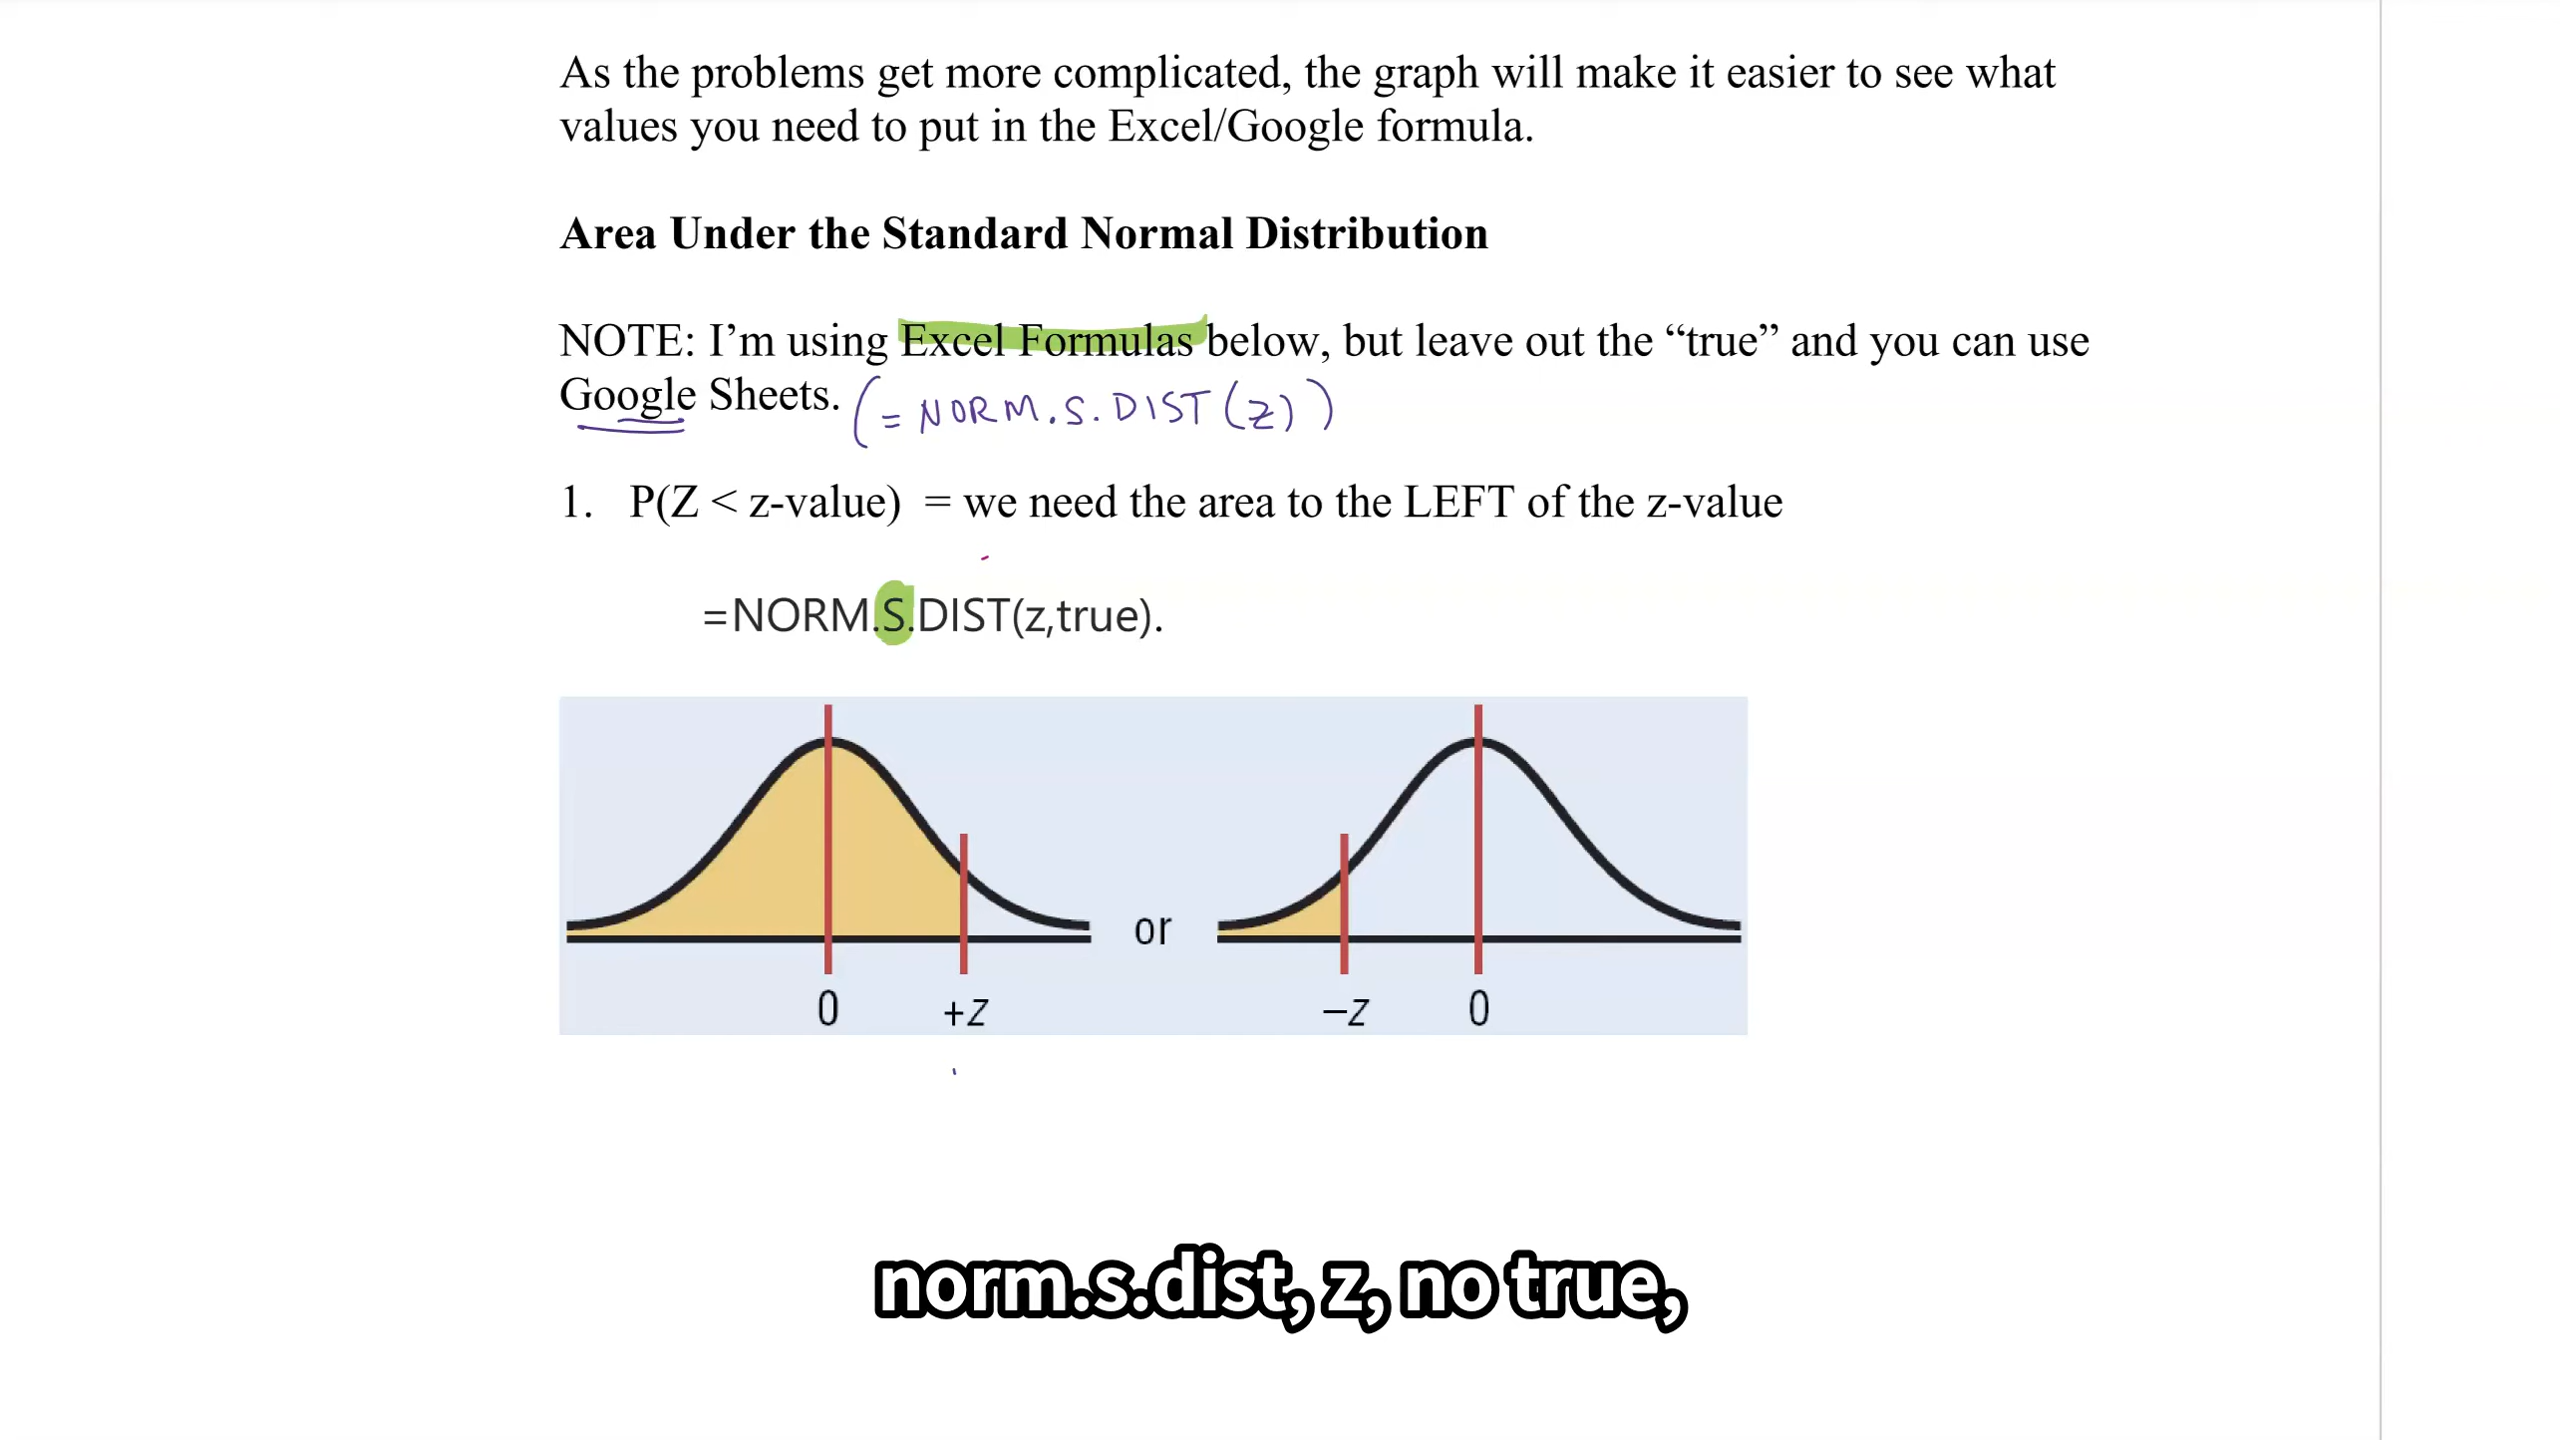 As the problems get more complicated, the graph will make it easier to see what
values you need to put in the Excel/Google formula.
Area Under the Standard Normal Distribution
NOTE: I’m using Excel Formulas below, but leave out the “true” and you can use
Google Sheets. (= NORM.S.DIST(z))
1. P(Z < z-value) = we need the area to the LEFT of the z-value
=NORM.S.DIST(z,true).
or
0 +z –z 0
norm.s.dist, z, no true,